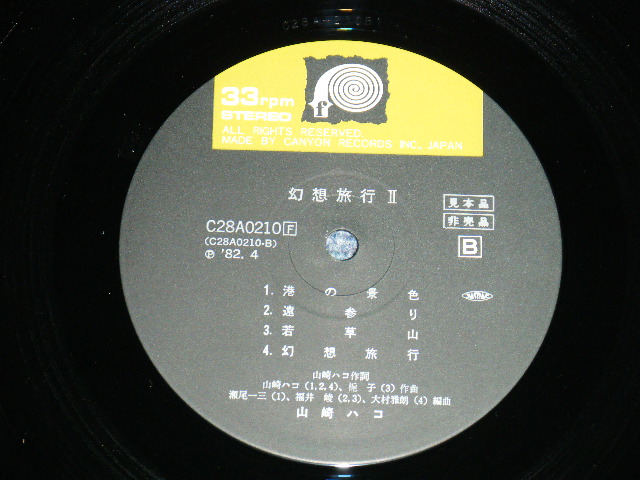 33rpm
STEREO
f
ALL RIGHTS RESERVED.
MADE BY CANYON RECORDS INC., JAPAN
幻想旅行II
見本品
非売品
C28A0210 F
(C28A0210-B)
℗ '82. 4
B
1. 港の景色
2. 遠参り
3. 若草山
4. 幻想旅行
山崎ハコ作詞
山崎ハコ (1, 2, 4)、 子 (3) 作曲
瀬尾一三 (1)、福井 峻 (2, 3)、大村雅朗 (4) 編曲
山崎ハコ